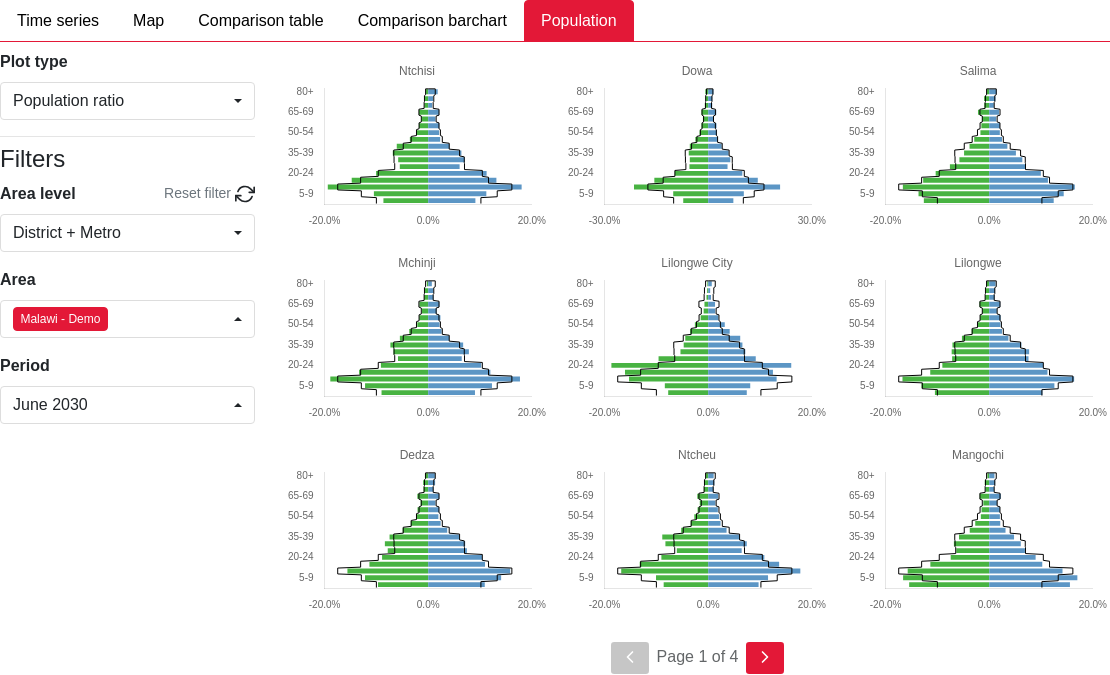 Time series Map Comparison table Comparison barchart Population
Plot type
Population ratio
Filters
Area level Reset filter
District + Metro
Area
Malawi - Demo
Period
June 2030
Ntchisi
80+
65-69
50-54
35-39
20-24
5-9
-20.0% 0.0% 20.0%
Dowa
80+
65-69
50-54
35-39
20-24
5-9
-30.0% 0.0% 30.0%
Salima
80+
65-69
50-54
35-39
20-24
5-9
-20.0% 0.0% 20.0%
Mchinji
80+
65-69
50-54
35-39
20-24
5-9
-20.0% 0.0% 20.0%
Lilongwe City
80+
65-69
50-54
35-39
20-24
5-9
-20.0% 0.0% 20.0%
Lilongwe
80+
65-69
50-54
35-39
20-24
5-9
-20.0% 0.0% 20.0%
Dedza
80+
65-69
50-54
35-39
20-24
5-9
-20.0% 0.0% 20.0%
Ntcheu
80+
65-69
50-54
35-39
20-24
5-9
-20.0% 0.0% 20.0%
Mangochi
80+
65-69
50-54
35-39
20-24
5-9
-20.0% 0.0% 20.0%
Page 1 of 4